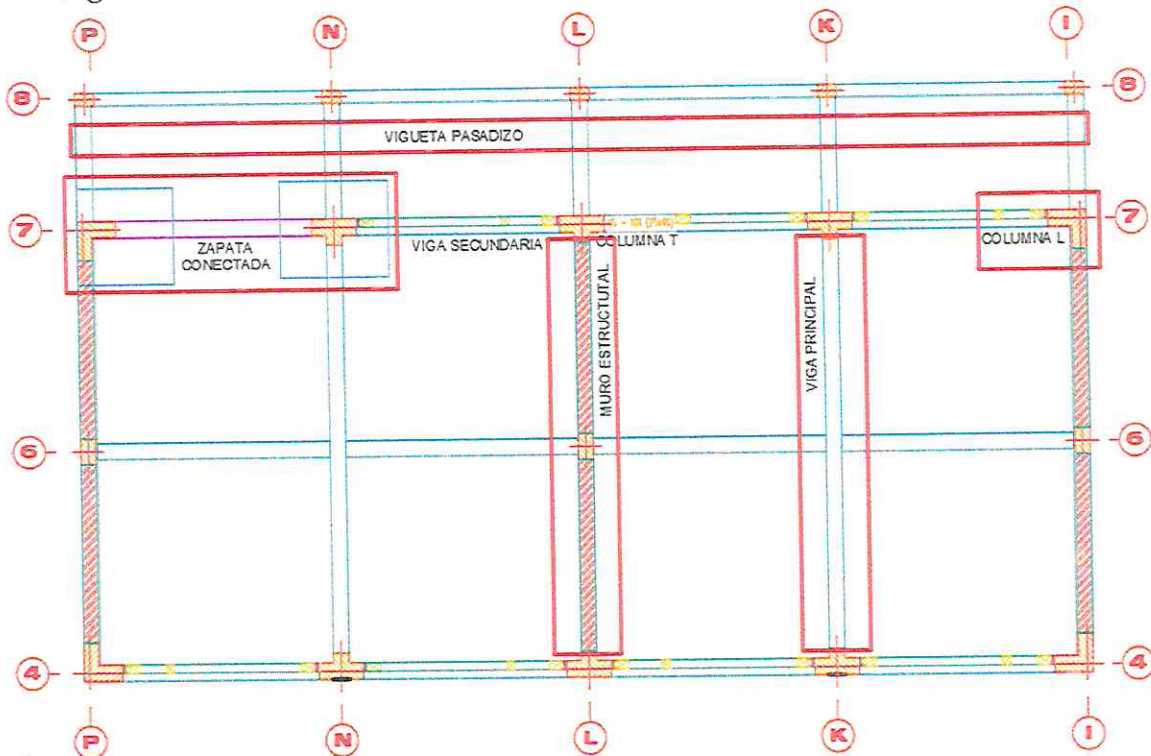 P N L K I
8 8
VIGUETA PASADIZO
7 7
ZAPATA
CONECTADA
VIGA SECUNDARIA
COLUMNA T
COLUMNA L
MURO ESTRUCTUTAL
VIGA PRINCIPAL
6 6
4 4
P N L K I